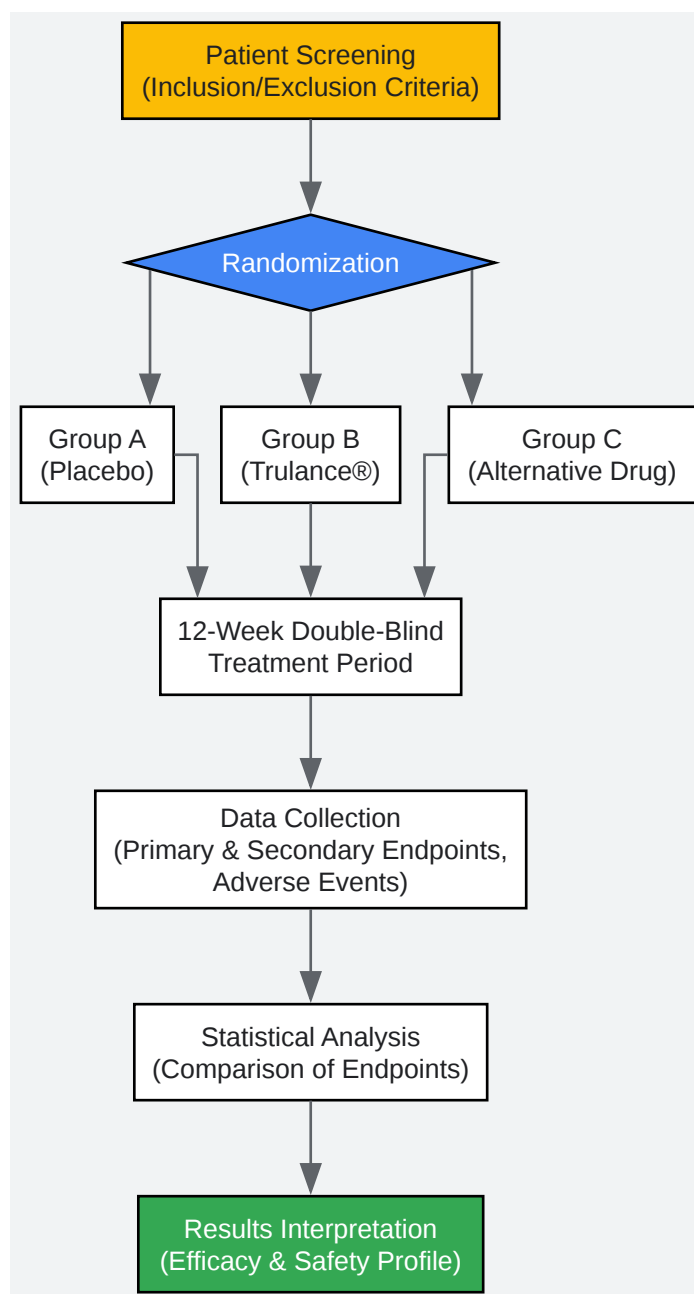 Patient Screening
(Inclusion/Exclusion Criteria)
Randomization
Group A
(Placebo)
Group B
(Trulance®)
Group C
(Alternative Drug)
12-Week Double-Blind
Treatment Period
Data Collection
(Primary & Secondary Endpoints,
Adverse Events)
Statistical Analysis
(Comparison of Endpoints)
Results Interpretation
(Efficacy & Safety Profile)